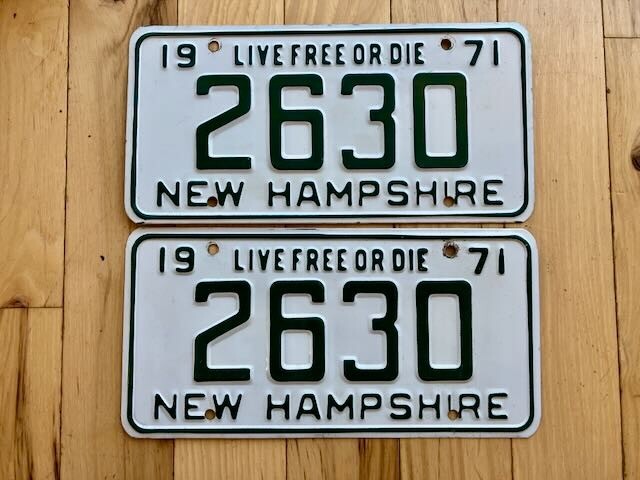 19 LIVE FREE OR DIE 71
2630
NEW HAMPSHIRE
19 LIVE FREE OR DIE 71
2630
NEW HAMPSHIRE